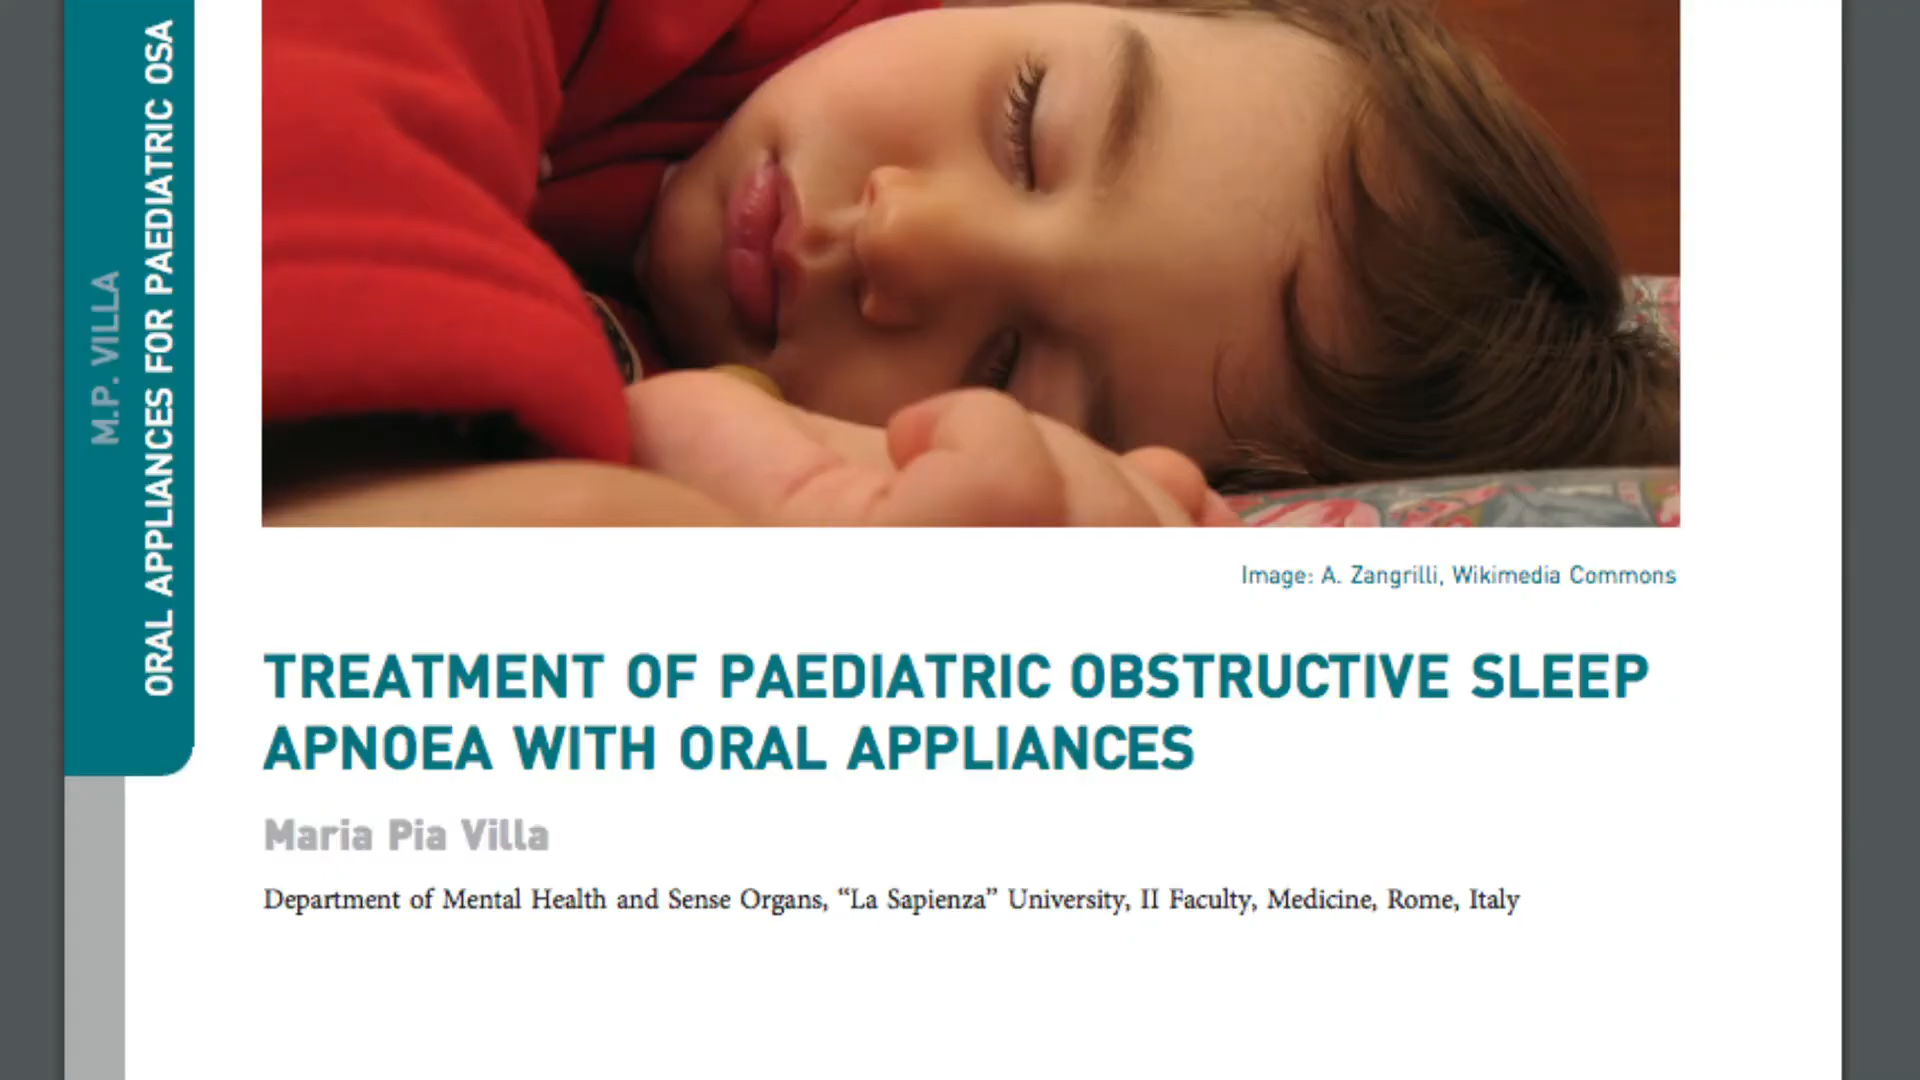 M.P. VILLA
ORAL APPLIANCES FOR PAEDIATRIC OSA
Image: A. Zangrilli, Wikimedia Commons
TREATMENT OF PAEDIATRIC OBSTRUCTIVE SLEEP
APNOEA WITH ORAL APPLIANCES
Maria Pia Villa
Department of Mental Health and Sense Organs, “La Sapienza” University, II Faculty, Medicine, Rome, Italy